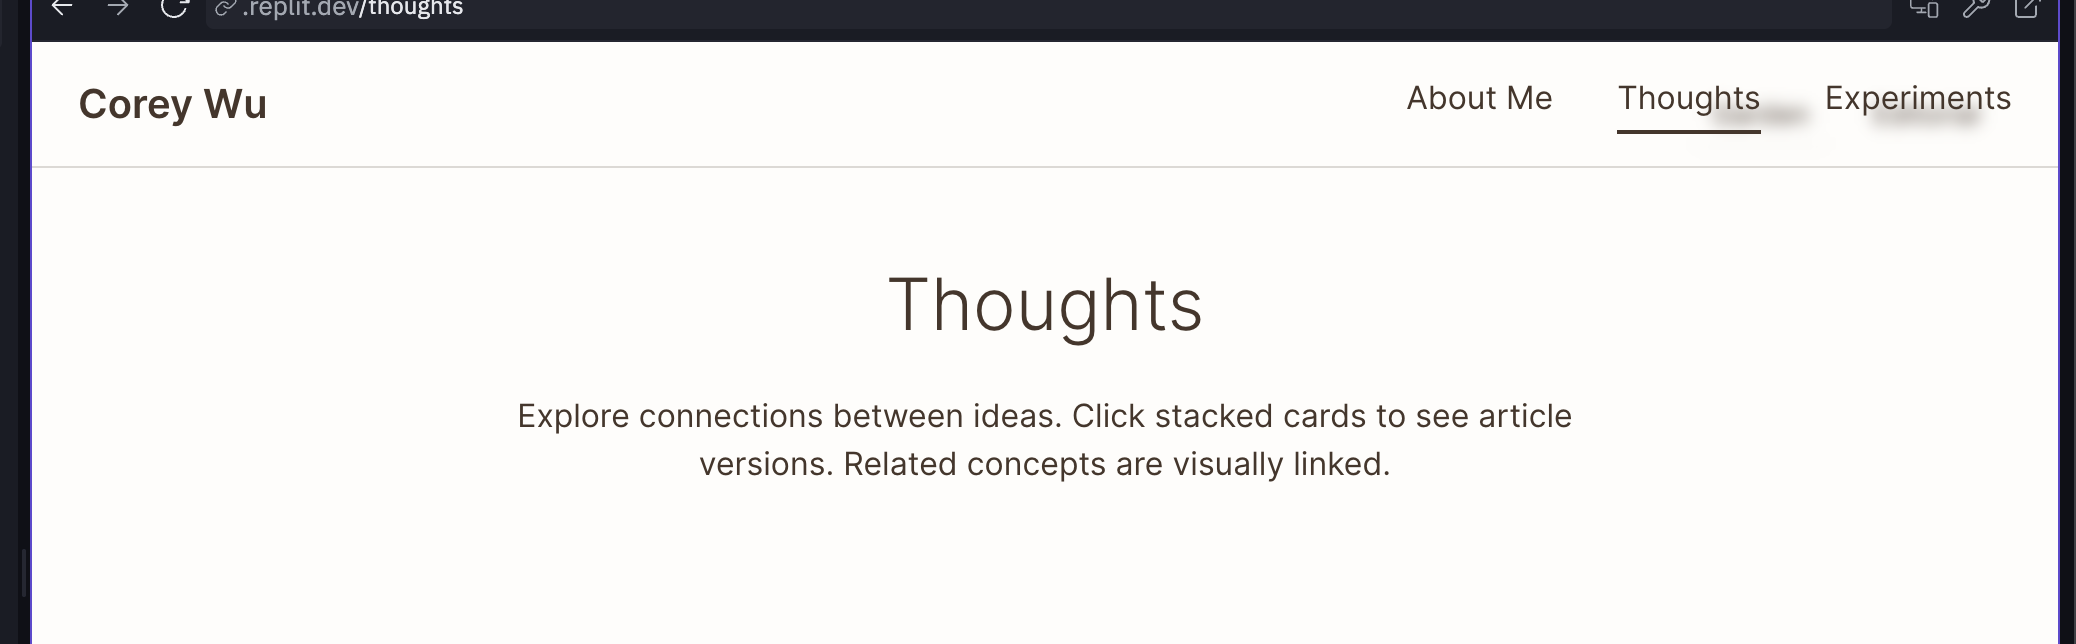 .replit.dev/thoughts
Corey Wu
About Me Thoughts Experiments
Thoughts
Explore connections between ideas. Click stacked cards to see article
versions. Related concepts are visually linked.